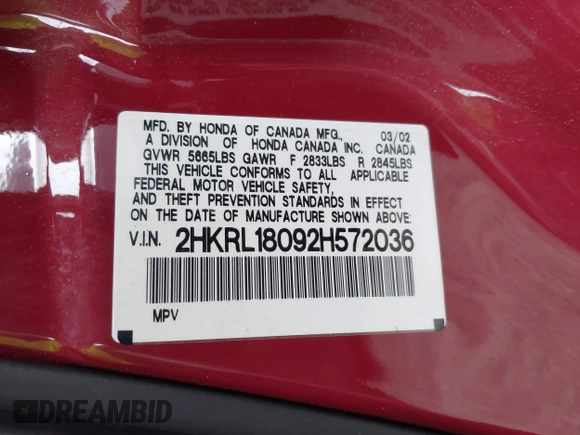 MFD. BY HONDA OF CANADA MFG., 03/02
A DIVISION OF HONDA CANADA INC. CANADA
GVWR 5665LBS GAWR F 2833LBS R 2845LBS
THIS VEHICLE CONFORMS TO ALL APPLICABLE
FEDERAL MOTOR VEHICLE SAFETY,
AND THEFT PREVENTION STANDARDS IN EFFECT
ON THE DATE OF MANUFACTURE SHOWN ABOVE:
V.I.N. 2HKRL18092H572036
MPV
DREAMBID